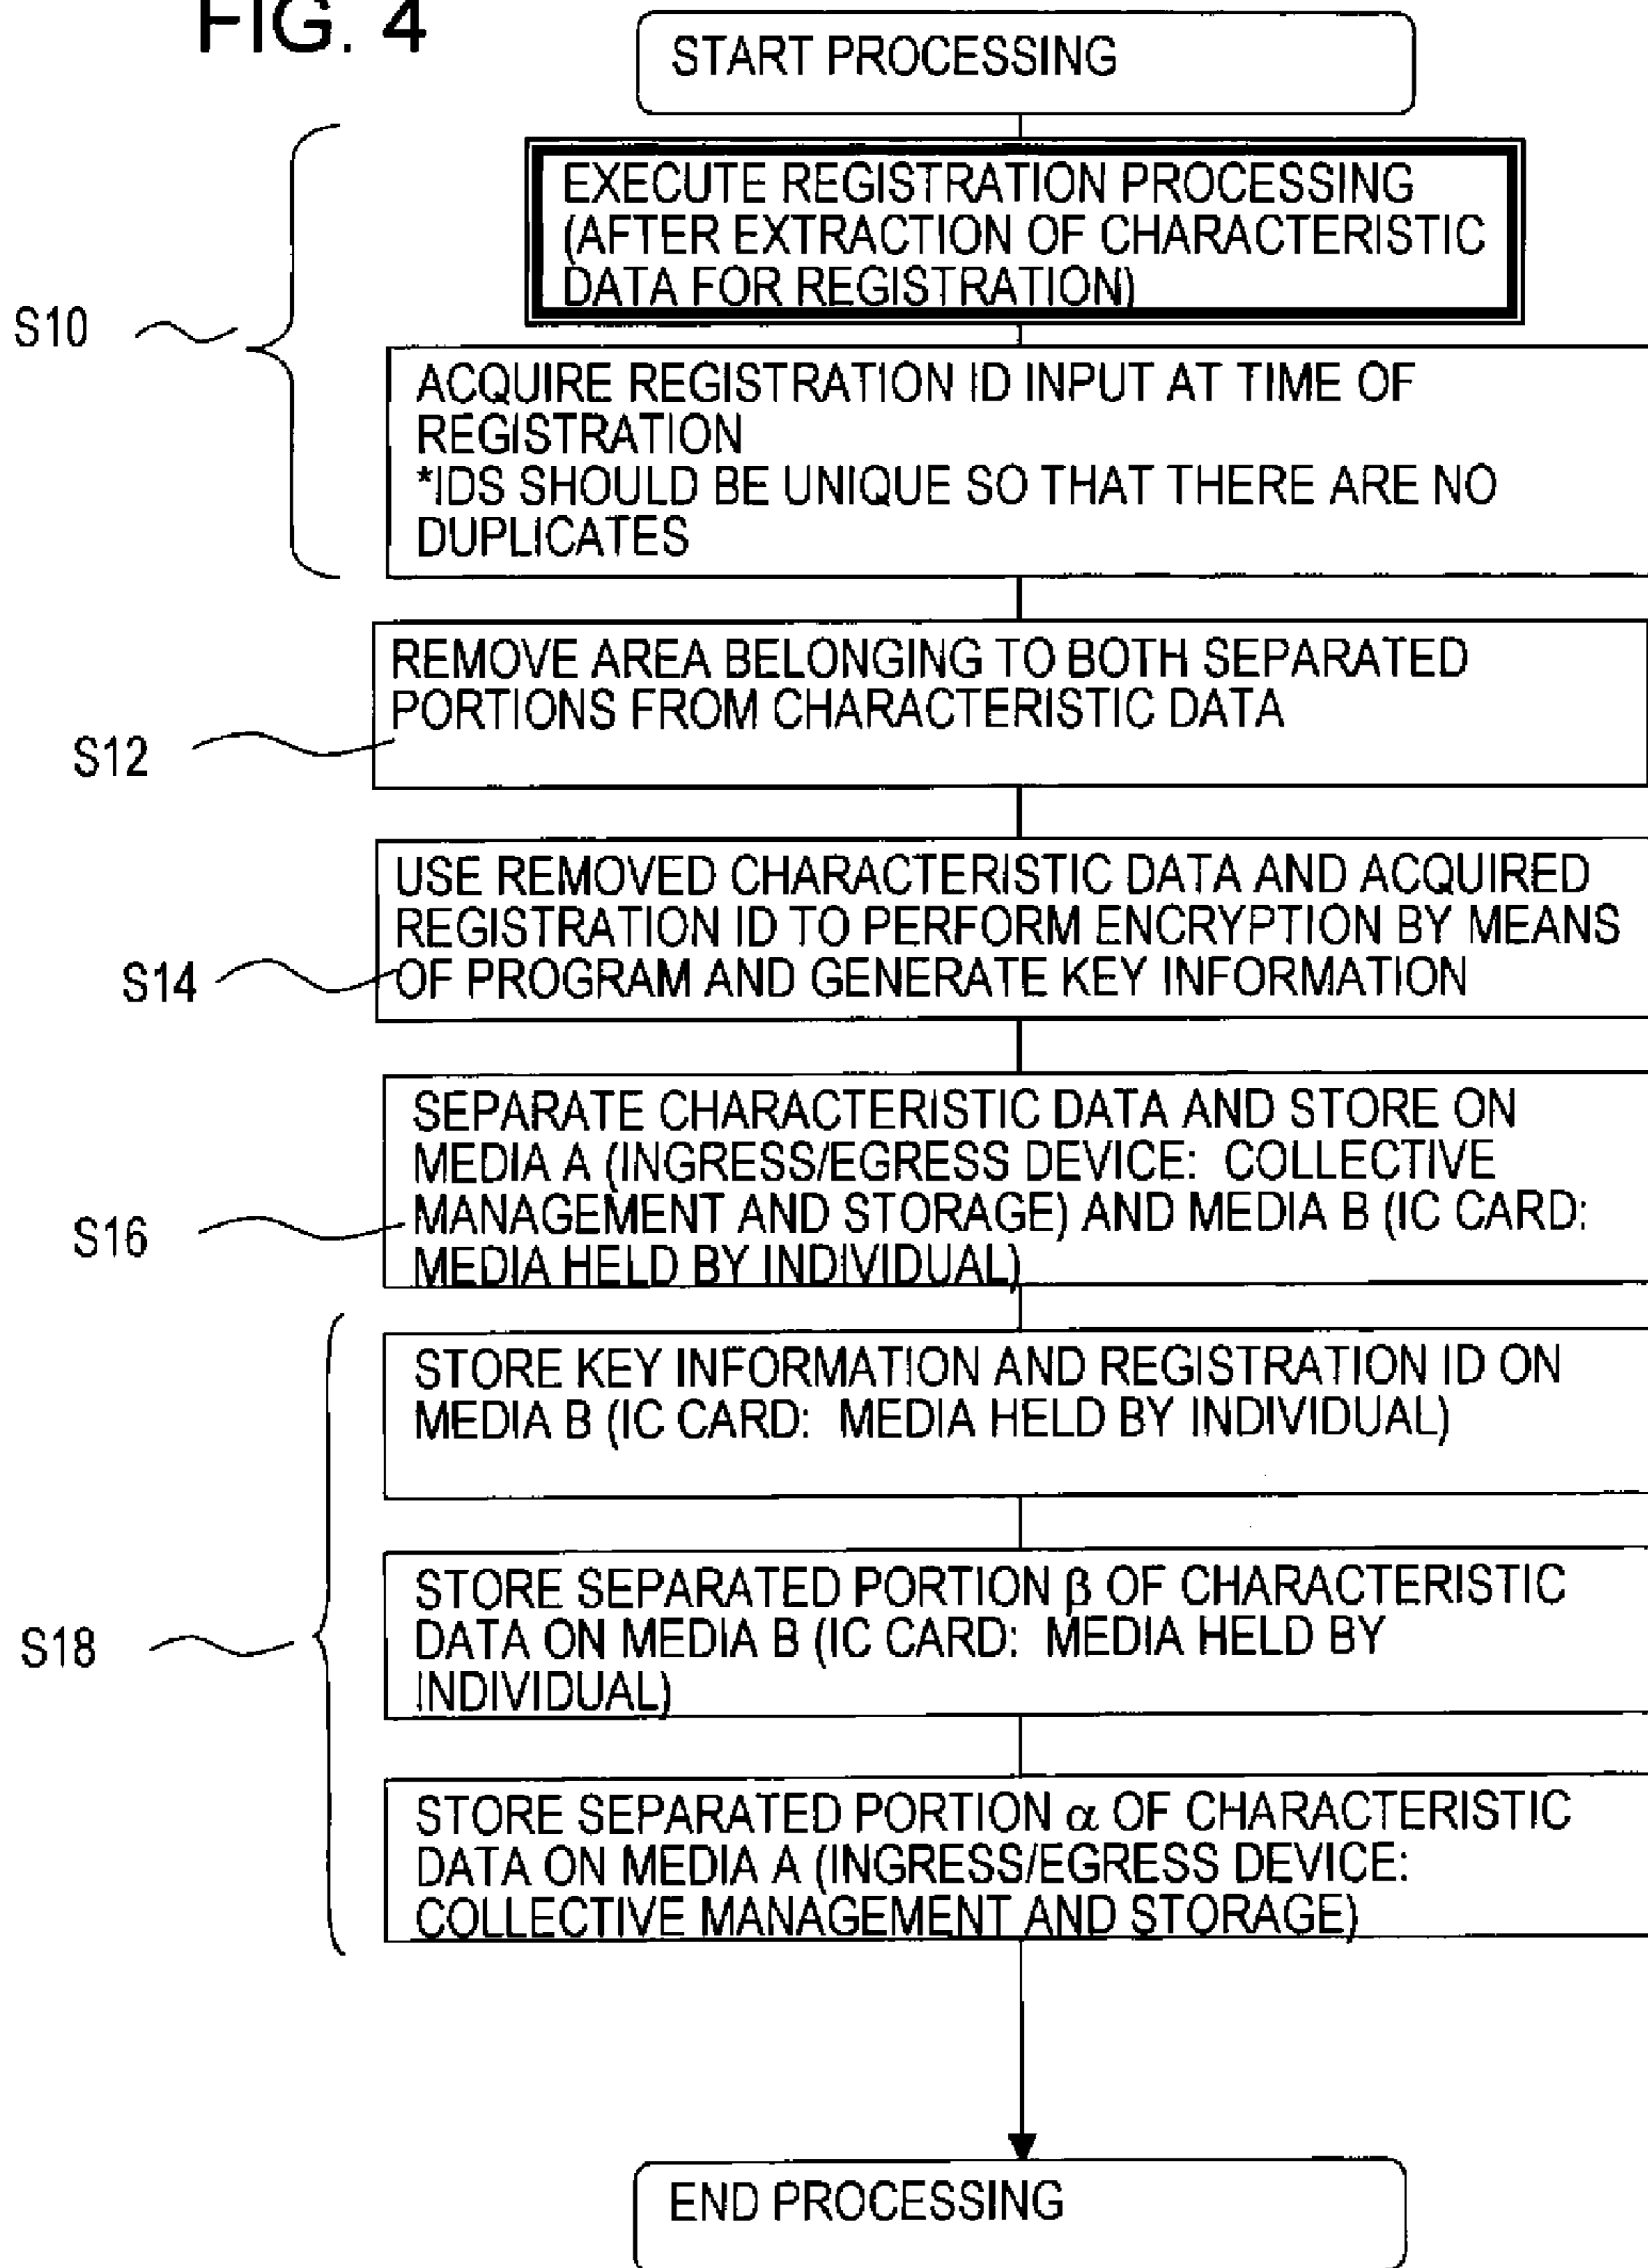 FIG. 4
START PROCESSING
EXECUTE REGISTRATION PROCESSING
(AFTER EXTRACTION OF CHARACTERISTIC
DATA FOR REGISTRATION)
S10
ACQUIRE REGISTRATION ID INPUT AT TIME OF
REGISTRATION
*IDS SHOULD BE UNIQUE SO THAT THERE ARE NO
DUPLICATES
REMOVE AREA BELONGING TO BOTH SEPARATED
PORTIONS FROM CHARACTERISTIC DATA
S12
USE REMOVED CHARACTERISTIC DATA AND ACQUIRED
REGISTRATION ID TO PERFORM ENCRYPTION BY MEANS
OF PROGRAM AND GENERATE KEY INFORMATION
S14
SEPARATE CHARACTERISTIC DATA AND STORE ON
MEDIA A (INGRESS/EGRESS DEVICE: COLLECTIVE
MANAGEMENT AND STORAGE) AND MEDIA B (IC CARD:
MEDIA HELD BY INDIVIDUAL)
S16
STORE KEY INFORMATION AND REGISTRATION ID ON
MEDIA B (IC CARD: MEDIA HELD BY INDIVIDUAL)
STORE SEPARATED PORTION β OF CHARACTERISTIC
DATA ON MEDIA B (IC CARD: MEDIA HELD BY
INDIVIDUAL)
S18
STORE SEPARATED PORTION α OF CHARACTERISTIC
DATA ON MEDIA A (INGRESS/EGRESS DEVICE:
COLLECTIVE MANAGEMENT AND STORAGE)
END PROCESSING